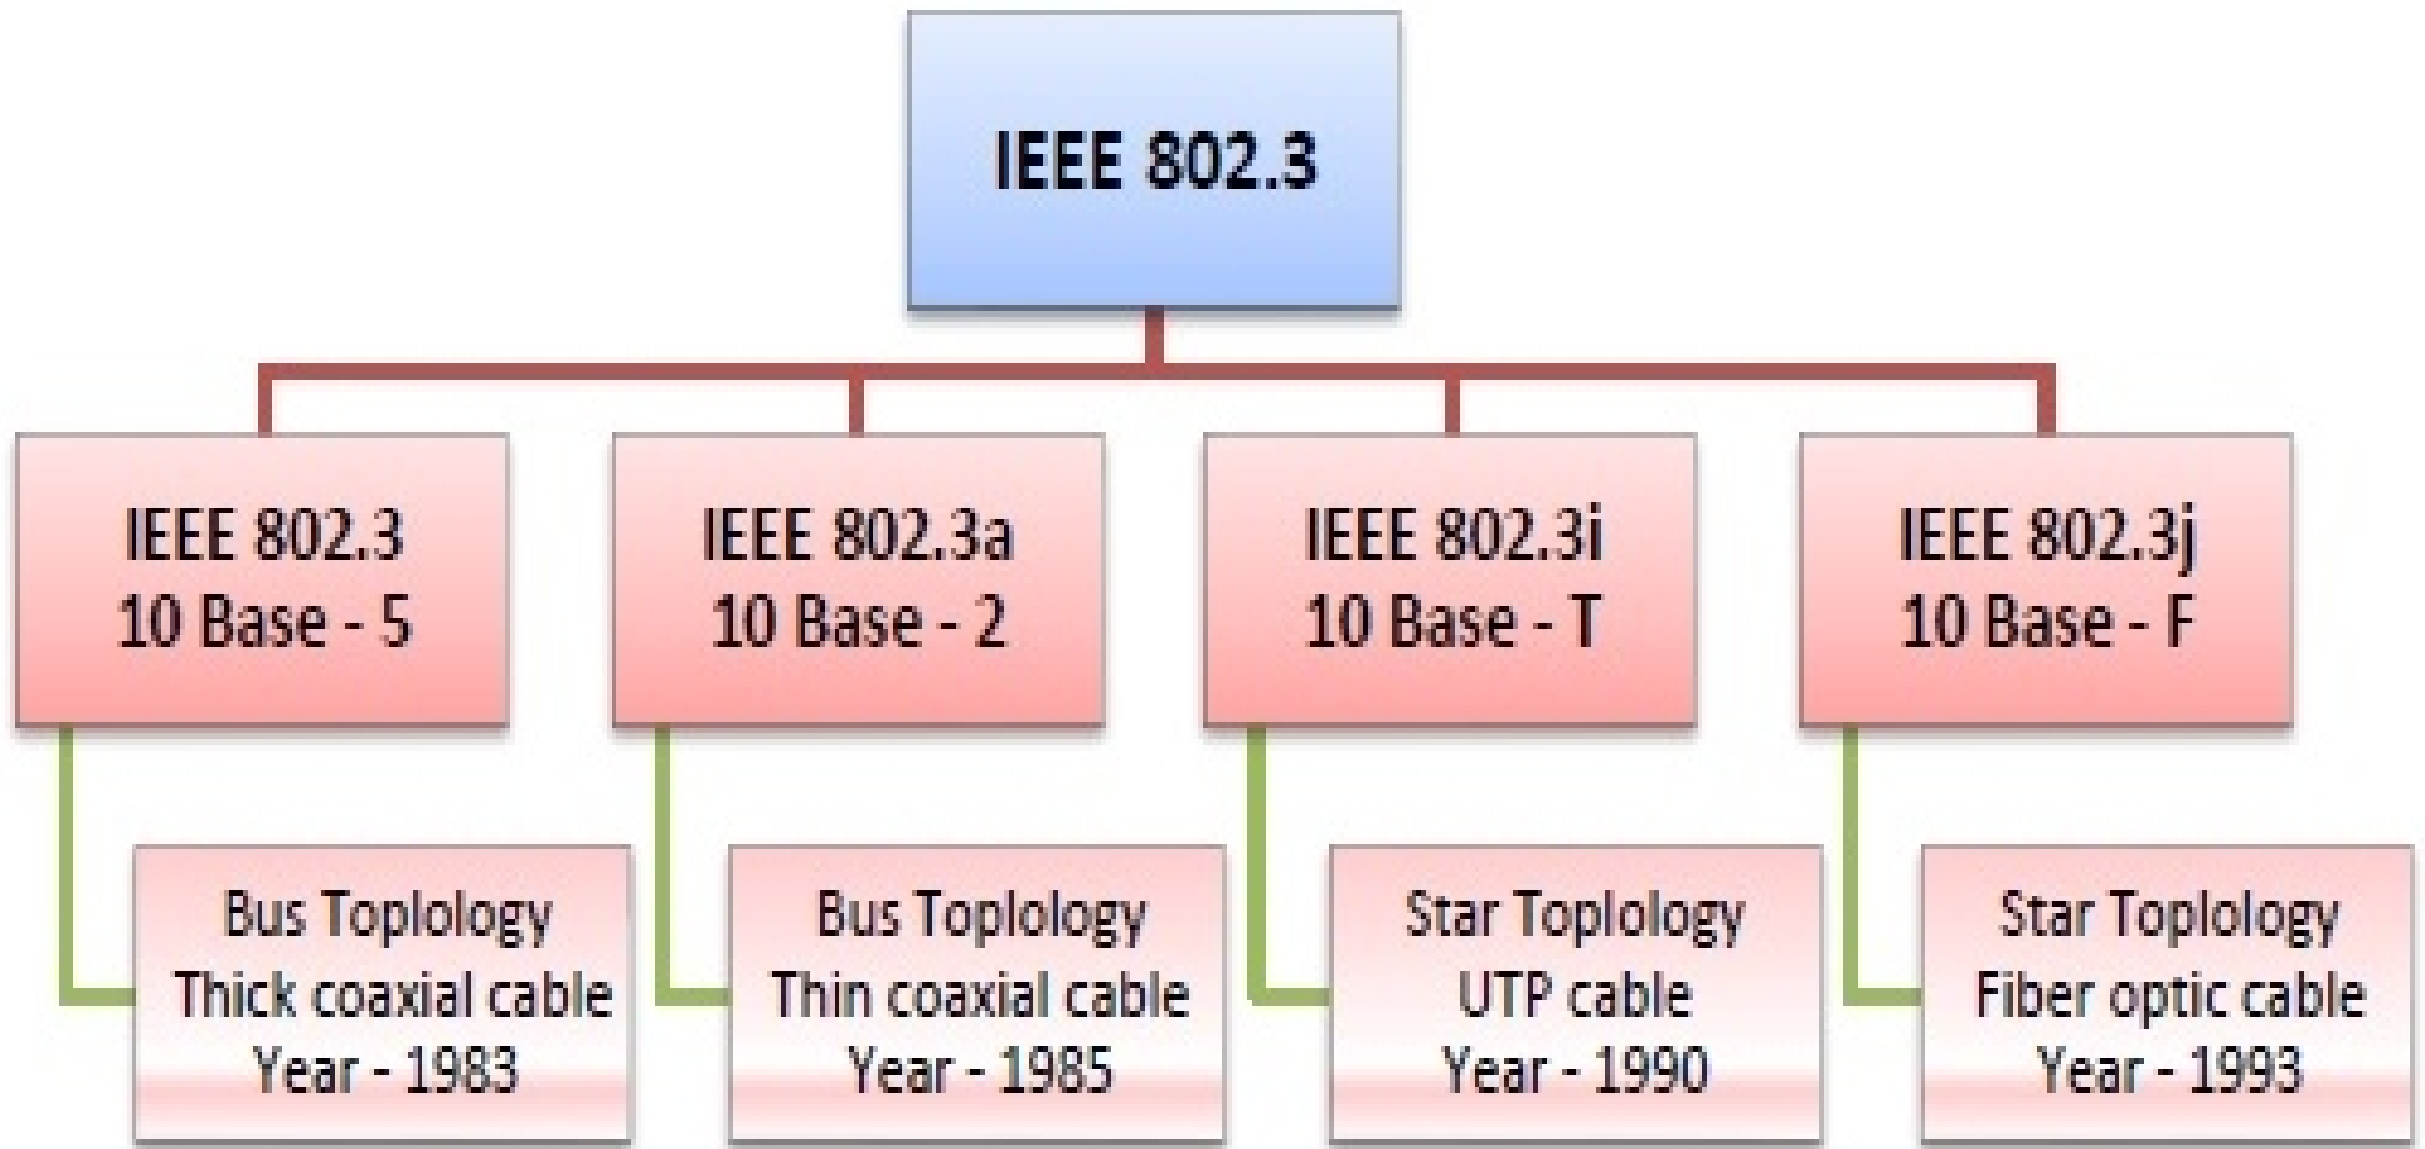 IEEE 802.3
IEEE 802.3
10 Base - 5
IEEE 802.3a
10 Base - 2
IEEE 802.3i
10 Base - T
IEEE 802.3j
10 Base - F
Bus Toplology
Thick coaxial cable
Year - 1983
Bus Toplology
Thin coaxial cable
Year - 1985
Star Toplology
UTP cable
Year - 1990
Star Toplology
Fiber optic cable
Year - 1993